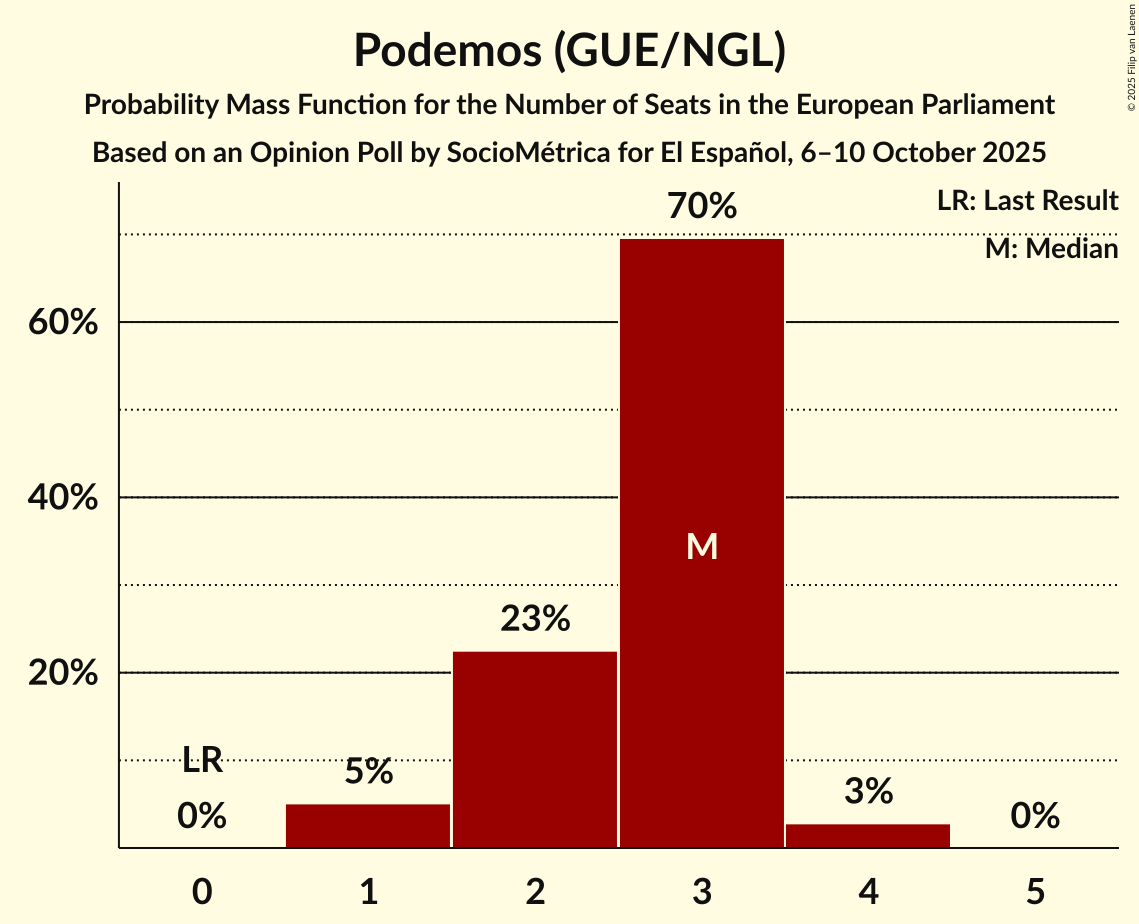 Podemos (GUE/NGL)
Probability Mass Function for the Number of Seats in the European Parliament
Based on an Opinion Poll by SocioMétrica for El Español, 6–10 October 2025
© 2025 Filip van Laenen
LR: Last Result
M: Median
70%
60%
40%
M
23%
20%
LR
5%
3%
0%
0%
0 1 2 3 4 5